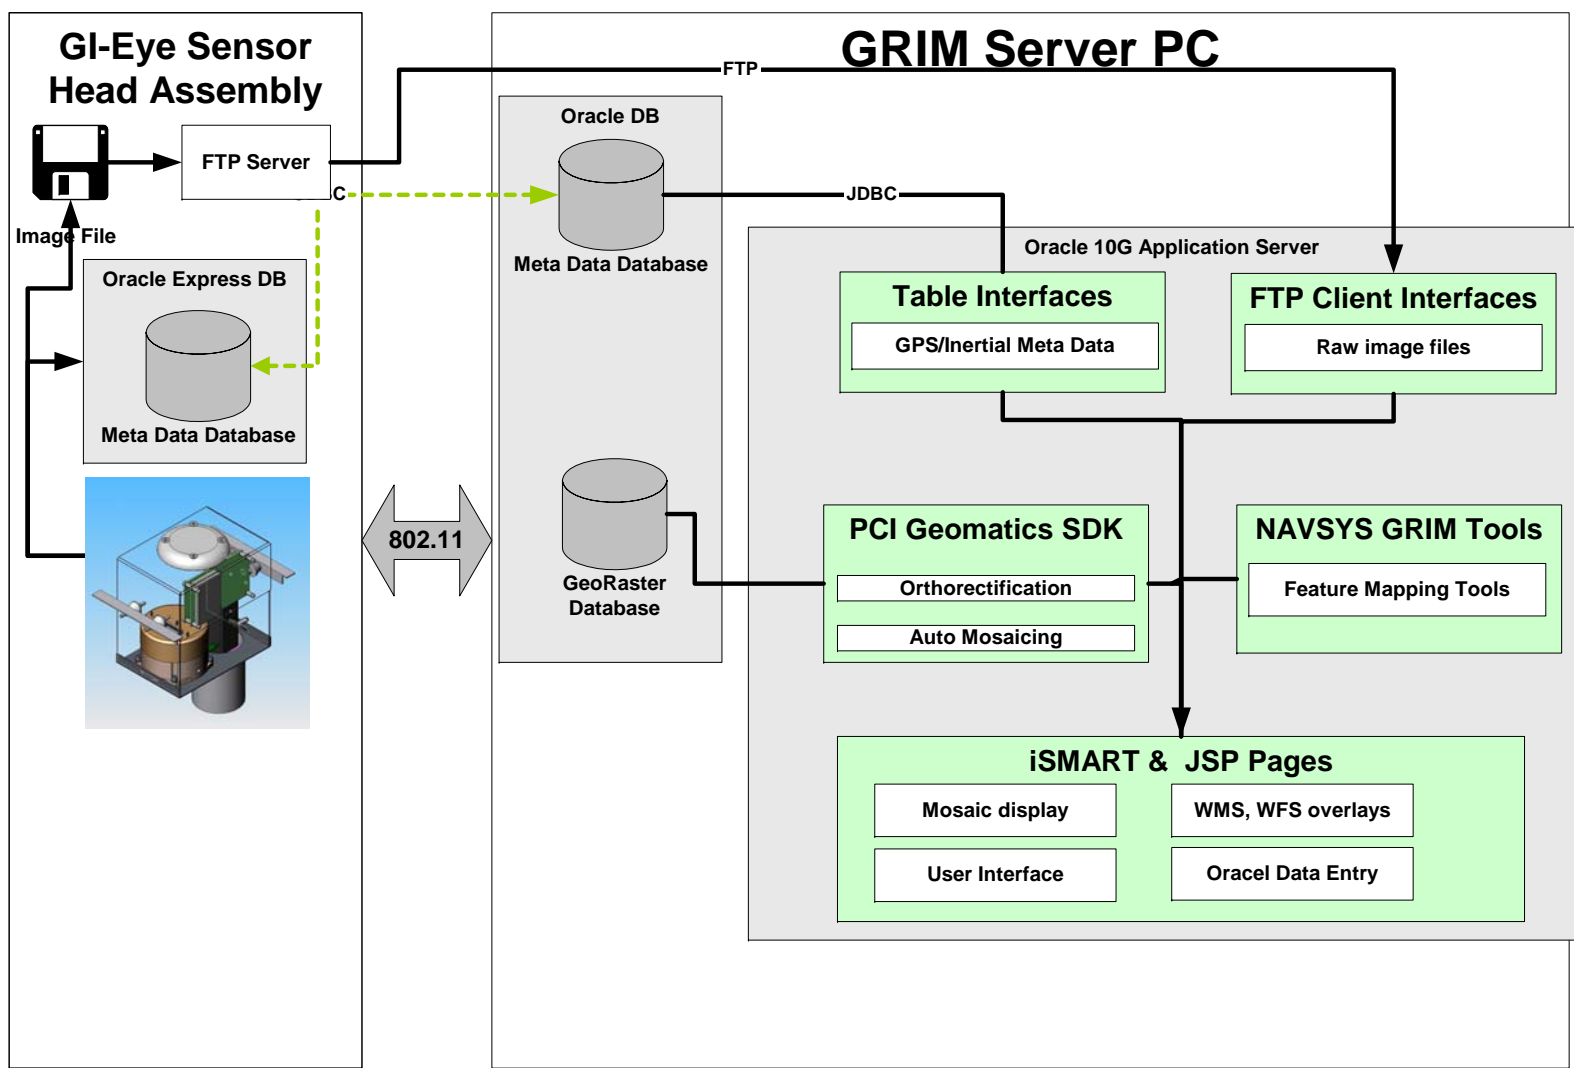 GI-Eye Sensor
Head Assembly
FTP Server
Image File
Oracle Express DB
Meta Data Database
802.11
GRIM Server PC
FTP
Oracle DB
Meta Data Database
JDBC
GeoRaster
Database
Oracle 10G Application Server
Table Interfaces
GPS/Inertial Meta Data
FTP Client Interfaces
Raw image files
PCI Geomatics SDK
Orthorectification
Auto Mosaicing
NAVSYS GRIM Tools
Feature Mapping Tools
iSMART & JSP Pages
Mosaic display
WMS, WFS overlays
User Interface
Oracel Data Entry